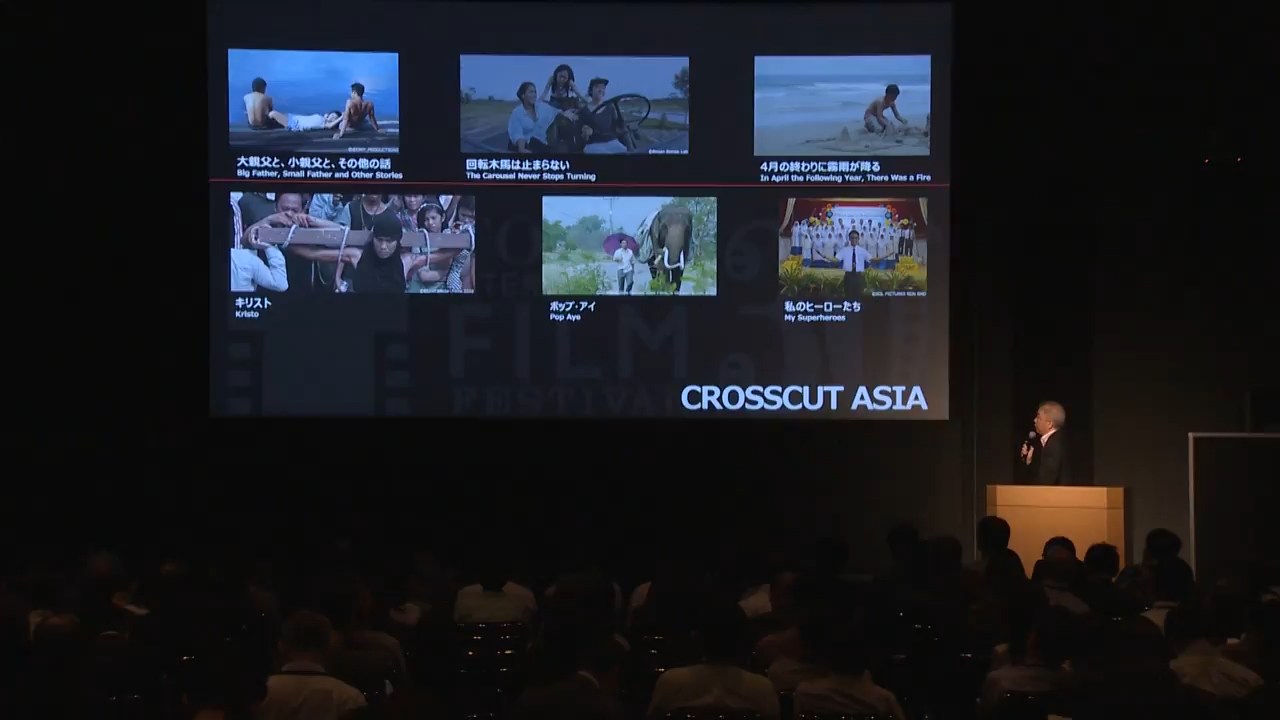 大親父と、小親父と、その他の話
Big Father, Small Father and Other Stories
回転木馬は止まらない
The Carousel Never Stops Turning
4月の終わりに霧雨が降る
In April the Following Year, There Was a Fire
キリスト
Kristo
ポップ・アイ
Pop Aye
私のヒーローたち
My Superheroes
FILM
FESTIVAL
CROSSCUT ASIA